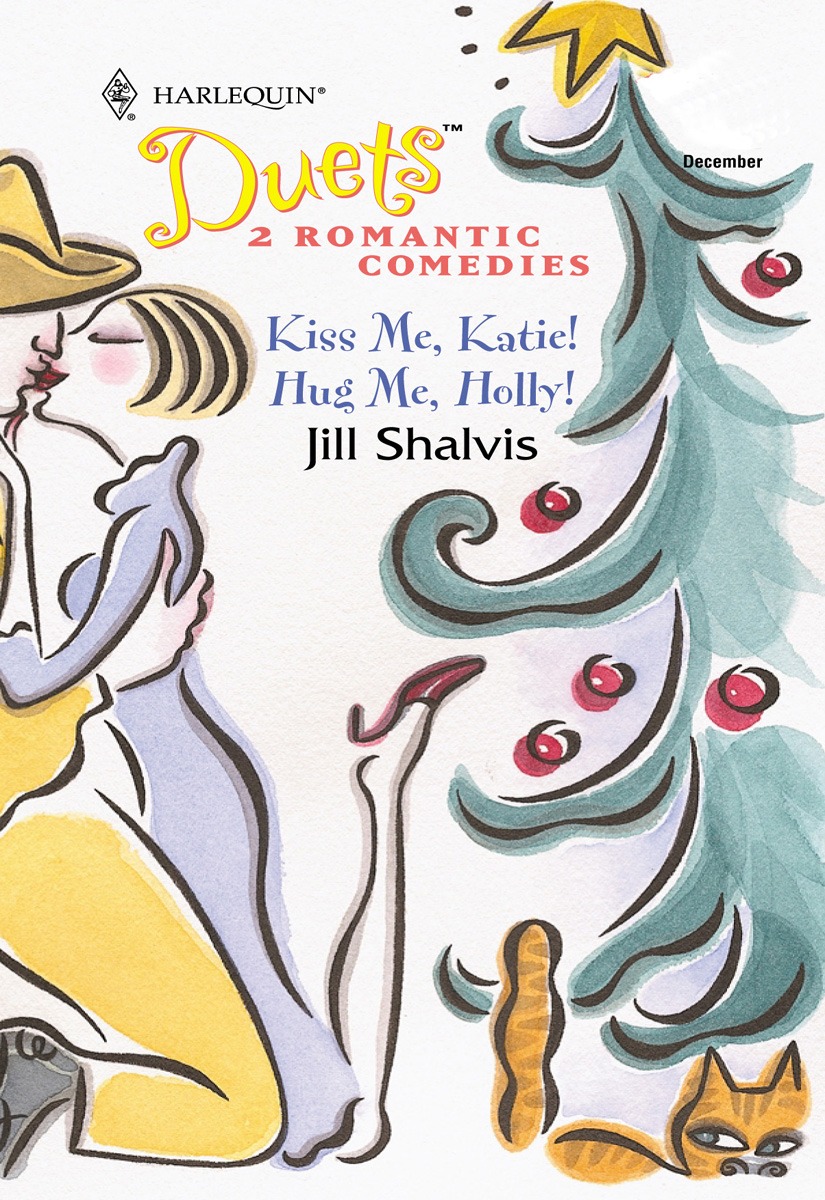 HARLEQUIN®
Duets™
2 ROMANTIC
COMEDIES
December
Kiss Me, Katie!
Hug Me, Holly!
Jill Shalvis